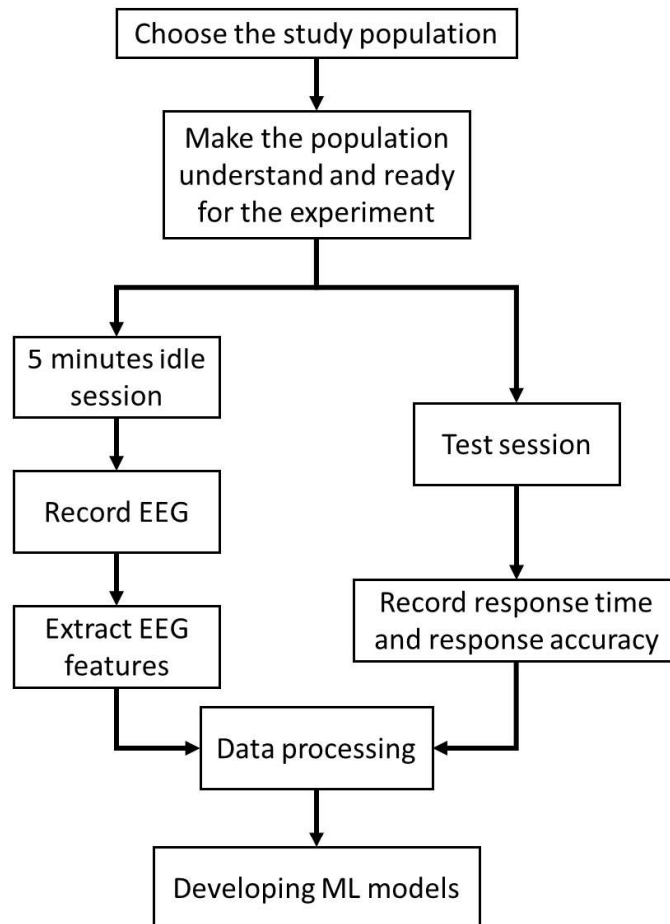 Choose the study population
Make the population
understand and ready
for the experiment
5 minutes idle
session
Record EEG
Extract EEG
features
Test session
Record response time
and response accuracy
Data processing
Developing ML models